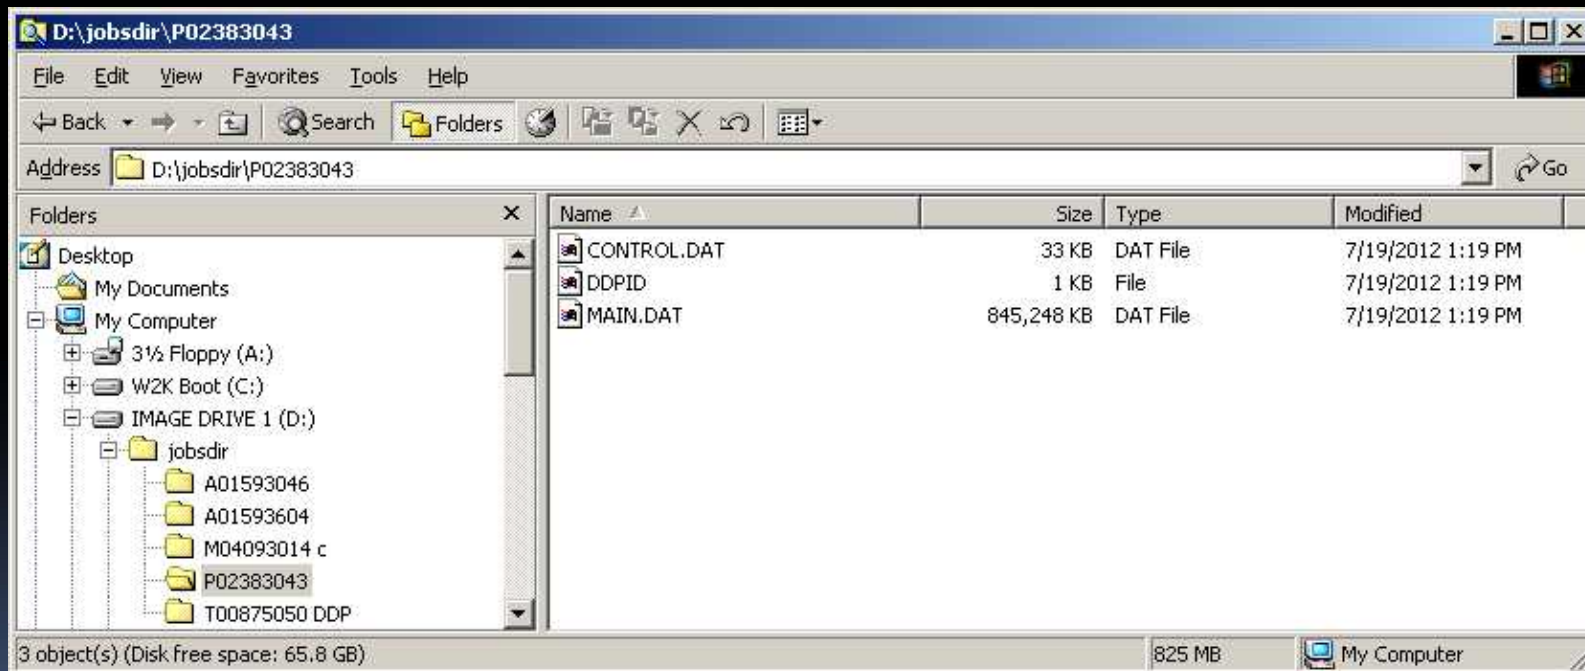 D:\jobsdir\P02383043
File Edit View Favorites Tools Help
Back Search Folders
Address D:\jobsdir\P02383043 Go
Folders
Desktop
My Documents
My Computer
3½ Floppy (A:)
W2K Boot (C:)
IMAGE DRIVE 1 (D:)
jobsdir
A01593046
A01593604
M04093014 c
P02383043
T00875050 DDP
Name Size Type Modified
CONTROL.DAT 33 KB DAT File 7/19/2012 1:19 PM
DDPID 1 KB File 7/19/2012 1:19 PM
MAIN.DAT 845,248 KB DAT File 7/19/2012 1:19 PM
3 object(s) (Disk free space: 65.8 GB) 825 MB My Computer